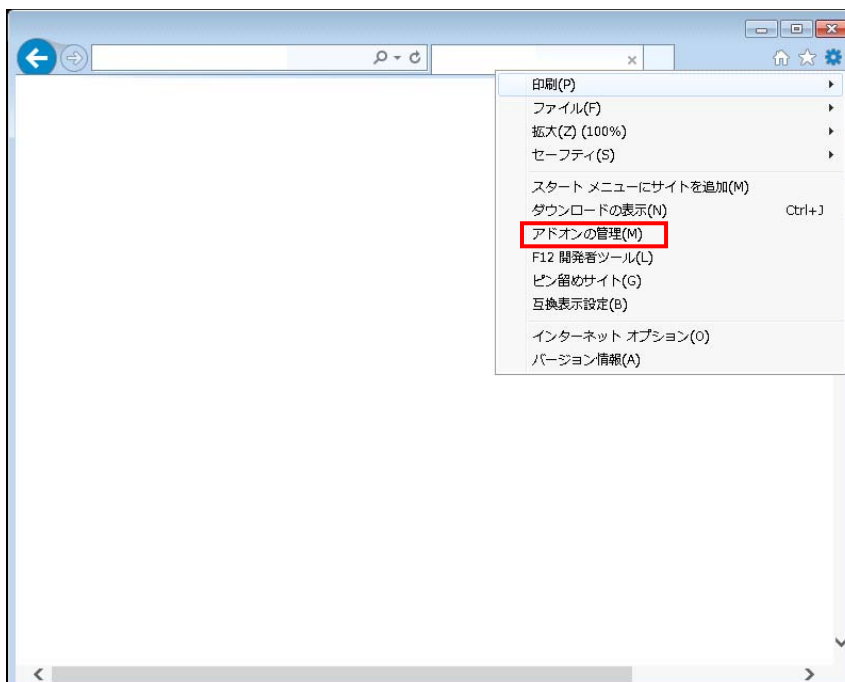 印刷(P)
ファイル(F)
拡大(Z) (100%)
セーフティ(S)
スタート メニューにサイトを追加(M)
ダウンロードの表示(N) Ctrl+J
アドオンの管理(M)
F12 開発者ツール(L)
ピン留めサイト(G)
互換表示設定(B)
インターネット オプション(O)
バージョン情報(A)